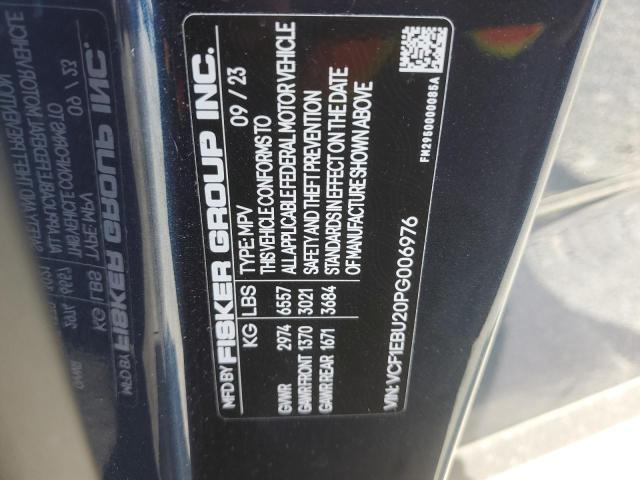 MFD BY FISKER GROUP INC.
KG LBS TYPE: MPV 09 / 23
GVWR 2974 6557
GAWR FRONT 1370 3021
GAWR REAR 1671 3684
THIS VEHICLE CONFORMS TO
ALL APPLICABLE FEDERAL MOTOR VEHICLE
SAFETY AND THEFT PREVENTION
STANDARDS IN EFFECT ON THE DATE
OF MANUFACTURE SHOWN ABOVE
VIN: VCF1EBU20PG006976
FM2950000085A